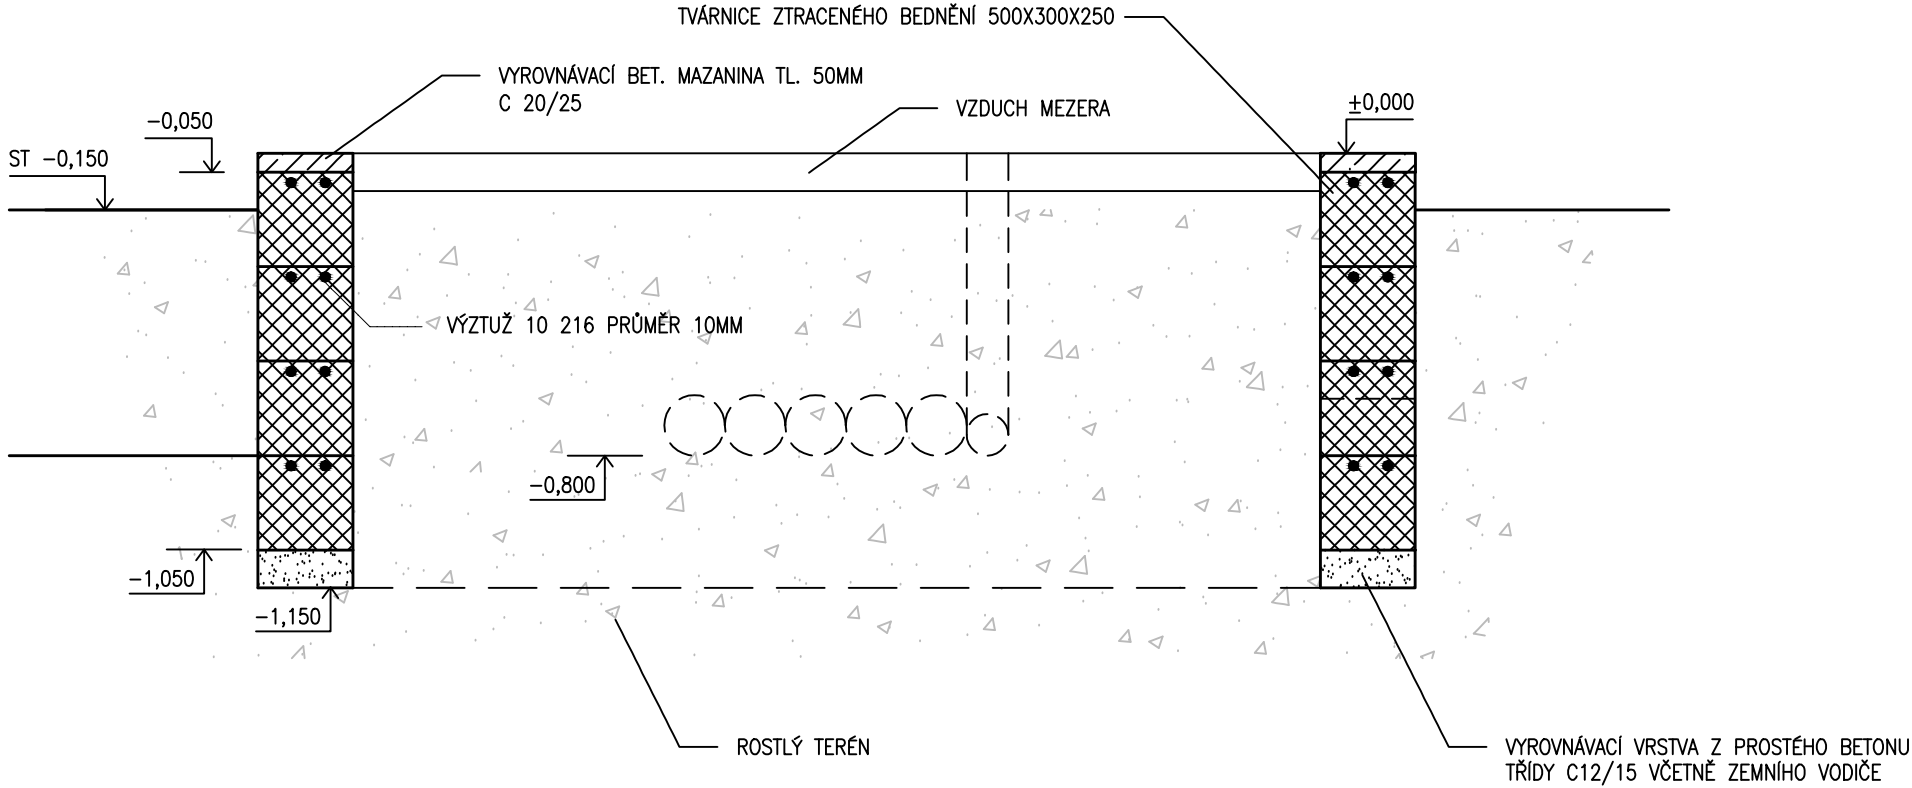 TVÁRNICE ZTRACENÉHO BEDNĚNÍ 500X300X250
VYROVNÁVACÍ BET. MAZANINA TL. 50MM
C 20/25
VZDUCH MEZERA
±0,000
-0,050
ST -0,150
VÝZTUŽ 10 216 PRŮMĚR 10MM
-0,800
-1,050
-1,150
ROSTLÝ TERÉN
VYROVNÁVACÍ VRSTVA Z PROSTÉHO BETONU
TŘÍDY C12/15 VČETNĚ ZEMNÍHO VODIČE